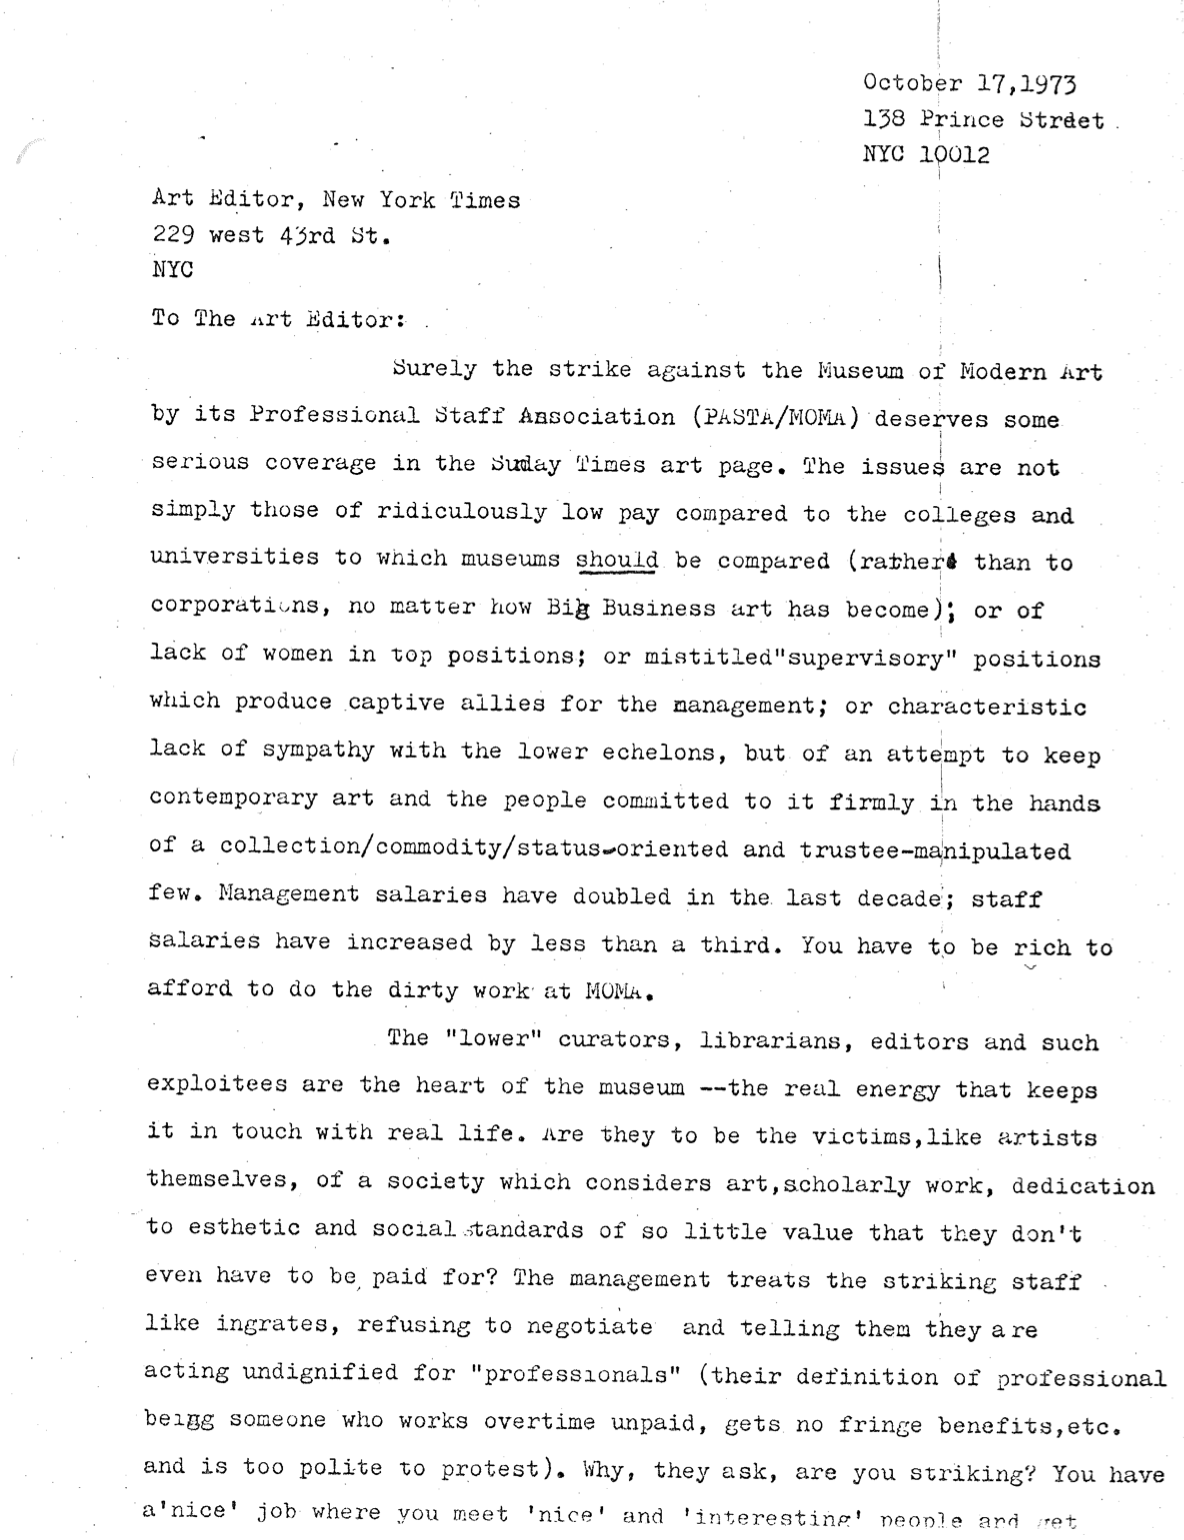 October 17,1973
138 Prince Strdet
NYC 10012
Art Editor, New York Times
229 west 43rd St.
NYC
To The Art Editor:
Surely the strike against the Museum of Modern Art
by its Professional Staff Association (PASTA/MOMA) deserves some
serious coverage in the Suday Times art page. The issues are not
simply those of ridiculously low pay compared to the colleges and
universities to which museums should be compared (rather than to
corporations, no matter how Big Business art has become); or of
lack of women in top positions; or mistitled"supervisory" positions
which produce captive allies for the management; or characteristic
lack of sympathy with the lower echelons, but of an attempt to keep
contemporary art and the people committed to it firmly in the hands
of a collection/commodity/status-oriented and trustee-manipulated
few. Management salaries have doubled in the last decade; staff
salaries have increased by less than a third. You have to be rich to
afford to do the dirty work at MOMA.
The "lower" curators, librarians, editors and such
exploitees are the heart of the museum --the real energy that keeps
it in touch with real life. Are they to be the victims,like artists
themselves, of a society which considers art,scholarly work, dedication
to esthetic and social standards of so little value that they don't
even have to be paid for? The management treats the striking staff
like ingrates, refusing to negotiate and telling them they are
acting undignified for "professionals" (their definition of professional
beigg someone who works overtime unpaid, gets no fringe benefits,etc.
and is too polite to protest). Why, they ask, are you striking? You have
a'nice' job where you meet 'nice' and 'interesting' people and get